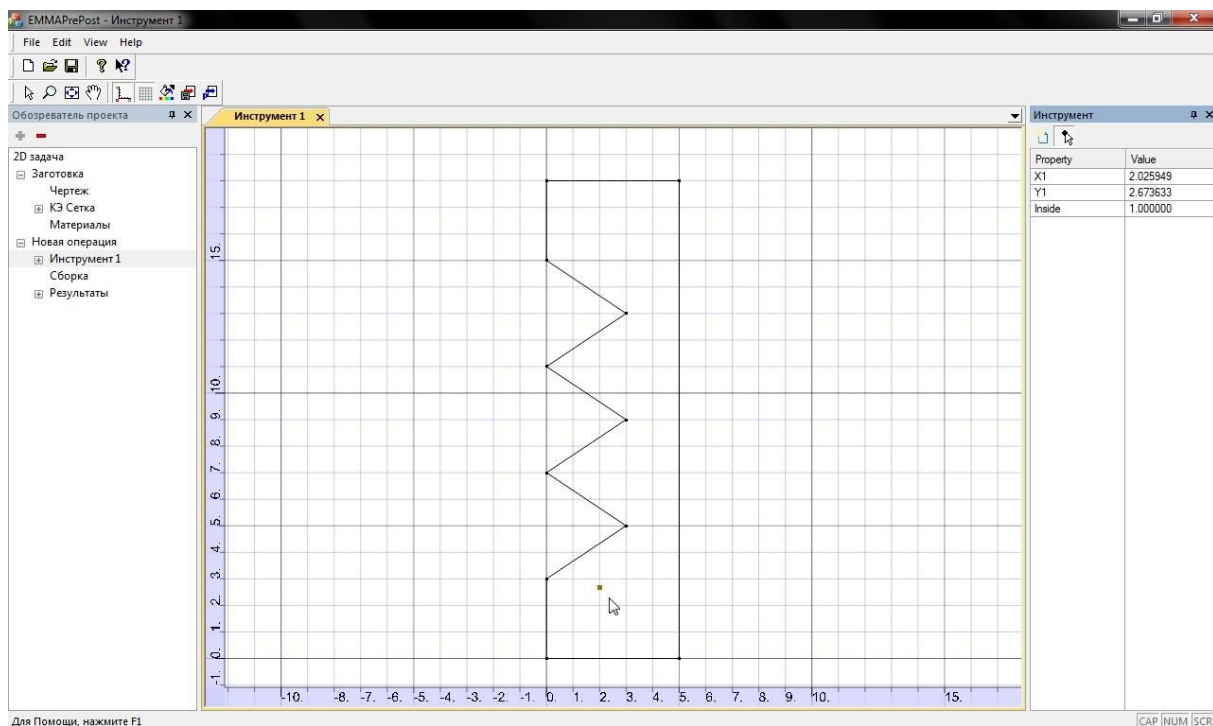 EMMAPrePost - Инструмент 1
File Edit View Help
Обозреватель проекта
2D задача
Заготовка
Чертеж
КЭ Сетка
Материалы
Новая операция
Инструмент 1
Сборка
Результаты
Инструмент 1
15.
10.
9.
8.
7.
6.
5.
4.
3.
2.
1.
0.
-1.
-10. -8. -7. -6. -5. -4. -3. -2. -1. 0. 1. 2. 3. 4. 5. 6. 7. 8. 9. 10. 15.
Инструмент
Property Value
X1 2.025949
Y1 2.673633
Inside 1.000000
Для Помощи, нажмите F1
CAP NUM SCR